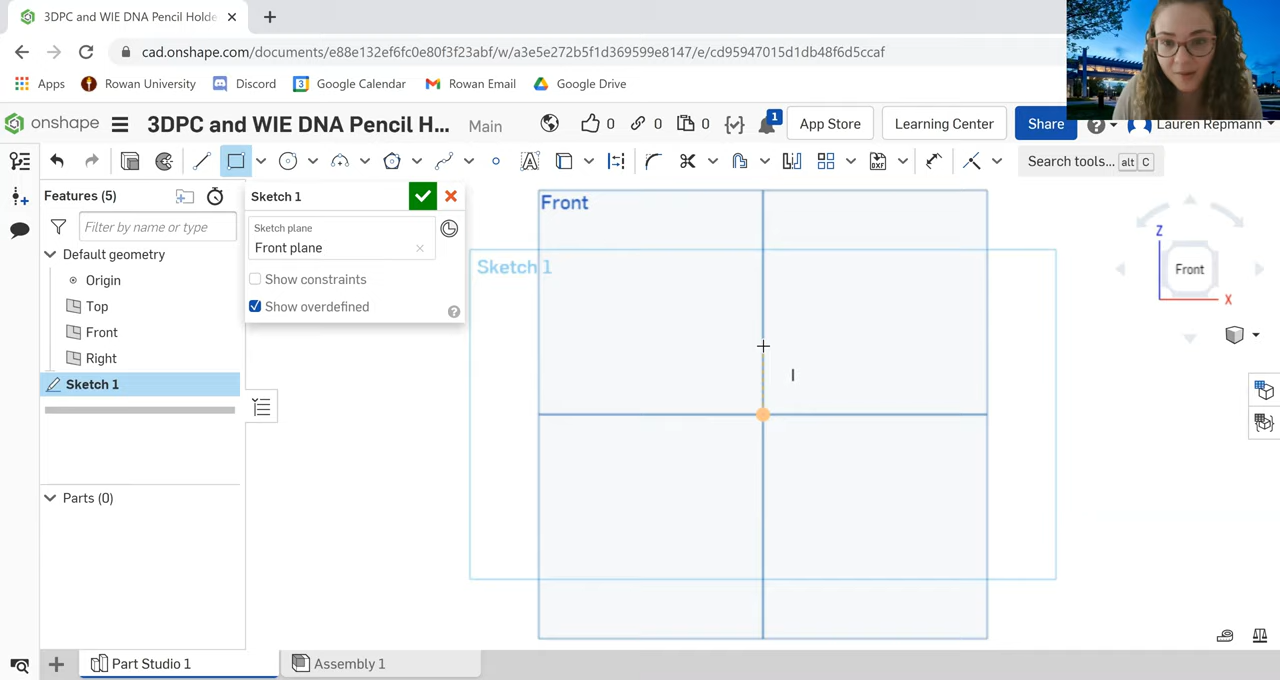 3DPC and WIE DNA Pencil Holde
cad.onshape.com/documents/e88e132ef6fc0e80f3f23abf/w/a3e5e272b5f1d369599e8147/e/cd95947015d1db48f6d5ccaf
Apps Rowan University Discord 3 Google Calendar Rowan Email Google Drive
onshape 3DPC and WIE DNA Pencil H... Main 0 0 0 1 App Store Learning Center Share ? Lauren Repmann
A DXF Search tools... alt C
Features (5)
Filter by name or type
Default geometry
Origin
Top
Front
Right
Sketch 1
Parts (0)
Sketch 1
Sketch plane
Front plane
Show constraints
Show overdefined
?
Front
Sketch 1
Z
Front
X
Part Studio 1 Assembly 1